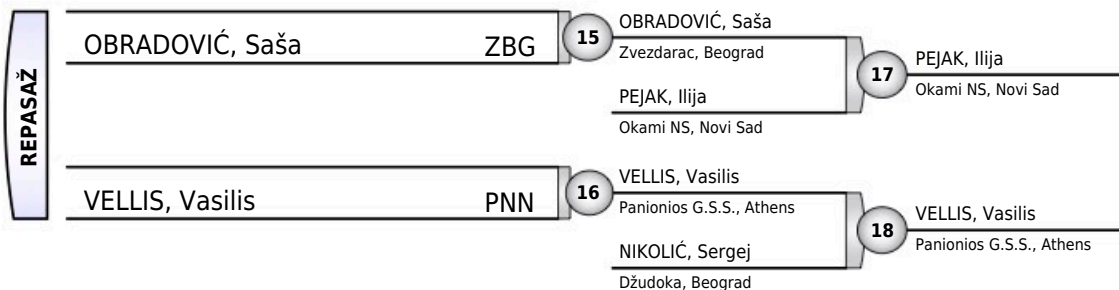 REPASAŽ
OBRADOVIĆ, Saša ZBG
15
OBRADOVIĆ, Saša
Zvezdarac, Beograd
PEJAK, Ilija
Okami NS, Novi Sad
17
PEJAK, Ilija
Okami NS, Novi Sad
VELLIS, Vasilis PNN
16
VELLIS, Vasilis
Panionios G.S.S., Athens
NIKOLIĆ, Sergej
Džudoka, Beograd
18
VELLIS, Vasilis
Panionios G.S.S., Athens